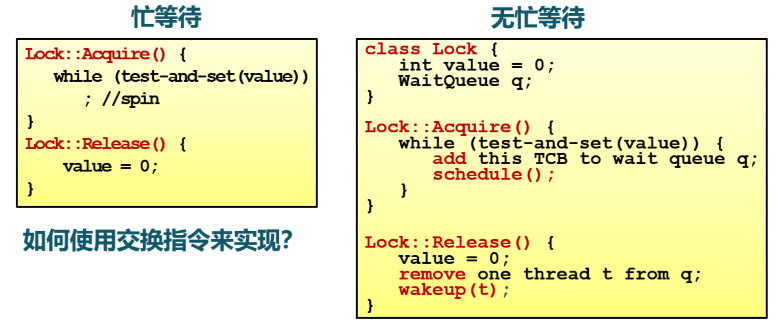 忙等待
Lock::Acquire() {
while (test-and-set(value))
; //spin
}
Lock::Release() {
value = 0;
}
如何使用交换指令来实现？
无忙等待
class Lock {
int value = 0;
WaitQueue q;
}
Lock::Acquire() {
while (test-and-set(value)) {
add this TCB to wait queue q;
schedule();
}
}
Lock::Release() {
value = 0;
remove one thread t from q;
wakeup(t);
}